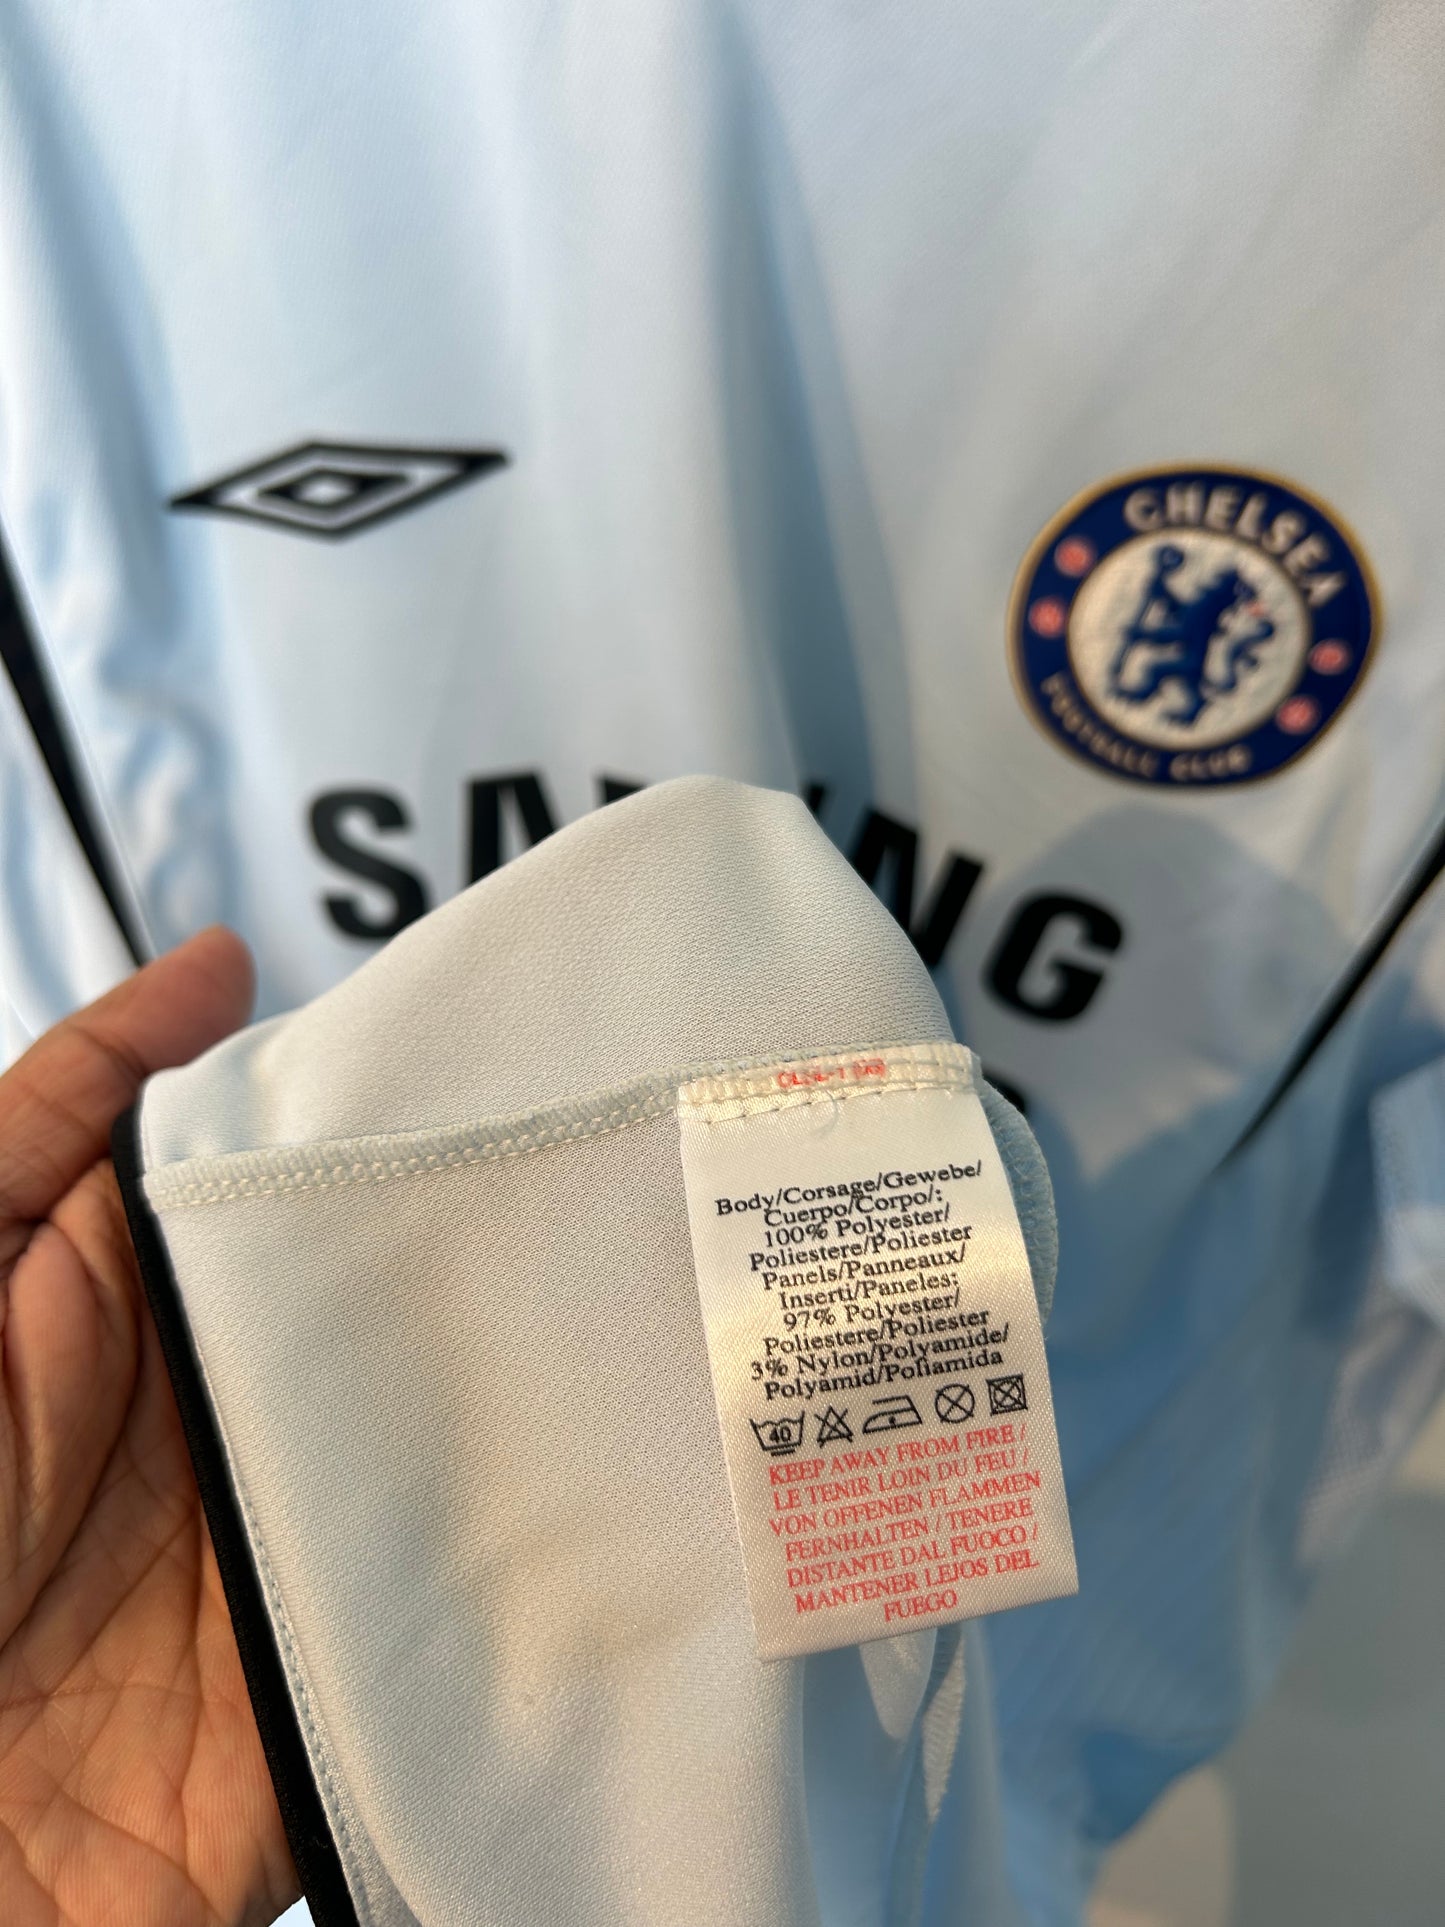 CHELSEA
FOOTBALL CLUB
Body/Corsage/Gewebe/
Cuerpo/Corpo/:
100% Polyester/
Poliestere/Poliester
Panels/Panneaux/
Inserti/Paneles:
97% Polyester/
Poliestere/Poliester
3% Nylon/Polyamide/
Polyamid/Poliamida
40
KEEP AWAY FROM FIRE /
LE TENIR LOIN DU FEU /
VON OFFENEN FLAMMEN
FERNHALTEN / TENERE
DISTANTE DAL FUOCO /
MANTENER LEJOS DEL
FUEGO